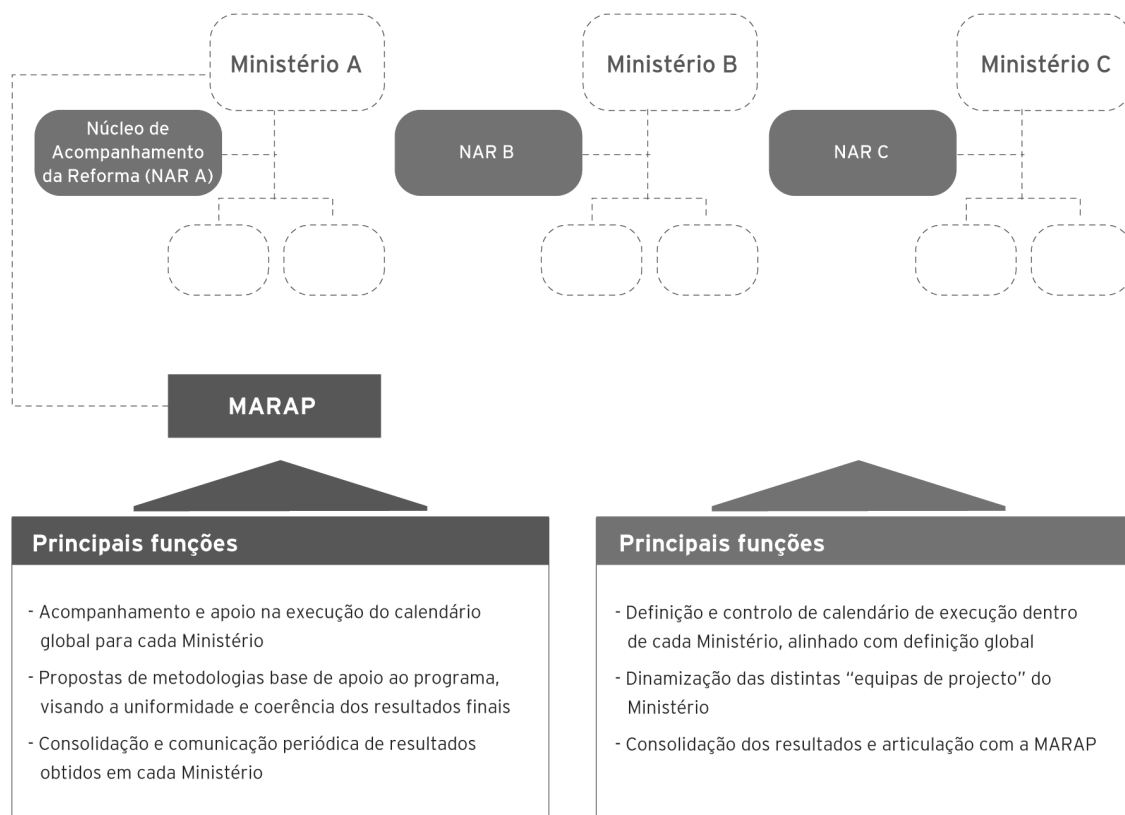 Ministério A
Ministério B
Ministério C
Núcleo de
Acompanhamento
da Reforma (NAR A)
NAR B
NAR C
MARAP
Principais funções
- Acompanhamento e apoio na execução do calendário
global para cada Ministério
- Propostas de metodologias base de apoio ao programa,
visando a uniformidade e coerência dos resultados finais
- Consolidação e comunicação periódica de resultados
obtidos em cada Ministério
Principais funções
- Definição e controlo de calendário de execução dentro
de cada Ministério, alinhado com definição global
- Dinamização das distintas “equipas de projecto” do
Ministério
- Consolidação dos resultados e articulação com a MARAP